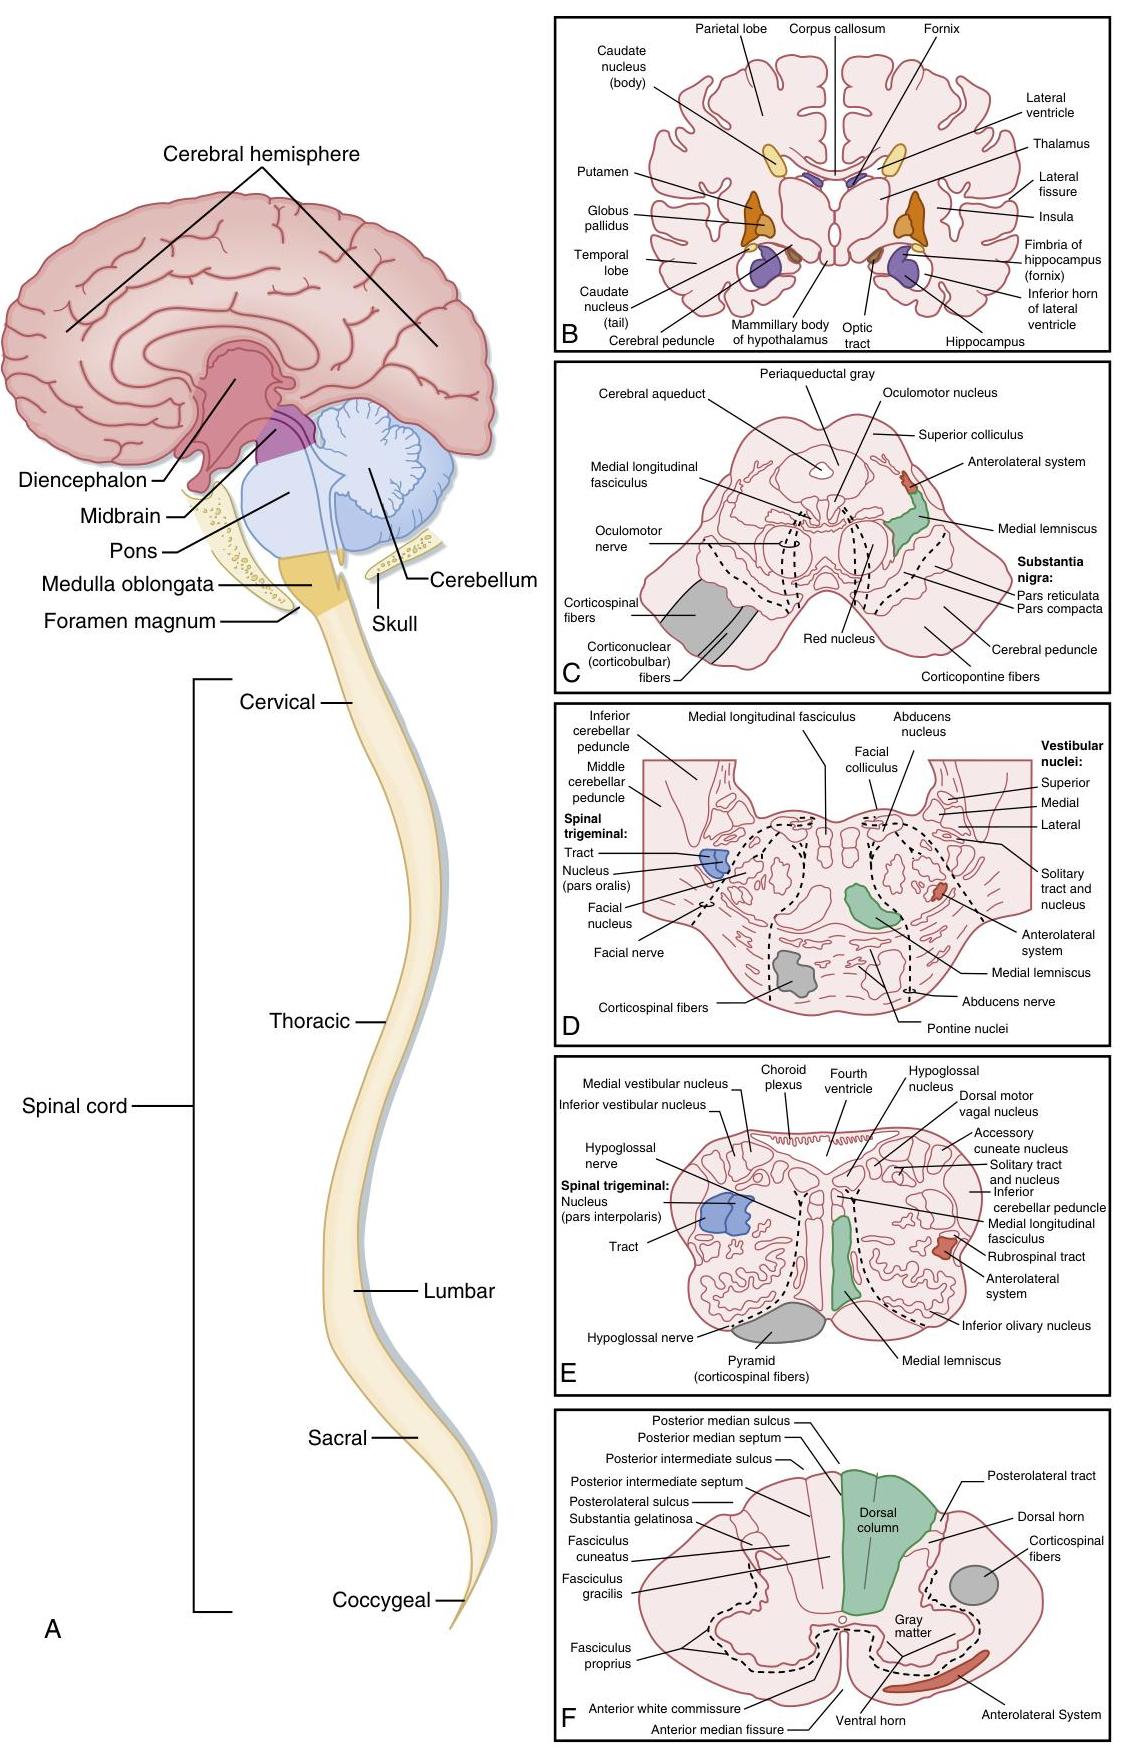 Cerebral hemisphere
Diencephalon
Midbrain
Pons
Medulla oblongata
Foramen magnum
Cerebellum
Skull
Cervical
Thoracic
Spinal cord
Lumbar
Sacral
Coccygeal
A
Parietal lobe
Corpus callosum
Fornix
Caudate
nucleus
(body)
Lateral
ventricle
Thalamus
Putamen
Lateral
fissure
Globus
pallidus
Insula
Temporal
lobe
Fimbria of
hippocampus
(fornix)
Caudate
nucleus
(tail)
Inferior horn
of lateral
ventricle
Cerebral peduncle
Mammillary body
of hypothalamus
Optic
tract
Hippocampus
B
Periaqueductal gray
Cerebral aqueduct
Oculomotor nucleus
Superior colliculus
Medial longitudinal
fasciculus
Anterolateral system
Oculomotor
nerve
Medial lemniscus
Substantia
nigra:
Pars reticulata
Pars compacta
Corticospinal
fibers
Red nucleus
Corticonuclear
(corticobulbar)
fibers
Cerebral peduncle
Corticopontine fibers
C
Inferior
cerebellar
peduncle
Medial longitudinal fasciculus
Abducens
nucleus
Facial
colliculus
Vestibular
nuclei:
Superior
Medial
Lateral
Middle
cerebellar
peduncle
Spinal
trigeminal:
Tract
Nucleus
(pars oralis)
Facial
nucleus
Facial nerve
Solitary
tract and
nucleus
Anterolateral
system
Medial lemniscus
Corticospinal fibers
Abducens nerve
Pontine nuclei
D
Medial vestibular nucleus
Choroid
plexus
Fourth
ventricle
Hypoglossal
nucleus
Inferior vestibular nucleus
Dorsal motor
vagal nucleus
Hypoglossal
nerve
Accessory
cuneate nucleus
Solitary tract
and nucleus
Spinal trigeminal:
Nucleus
(pars interpolaris)
Tract
Inferior
cerebellar peduncle
Medial longitudinal
fasciculus
Rubrospinal tract
Anterolateral
system
Hypoglossal nerve
Inferior olivary nucleus
Pyramid
(corticospinal fibers)
Medial lemniscus
E
Posterior median sulcus
Posterior median septum
Posterior intermediate sulcus
Posterior intermediate septum
Posterolateral sulcus
Substantia gelatinosa
Posterolateral tract
Dorsal
column
Dorsal horn
Fasciculus
cuneatus
Corticospinal
fibers
Fasciculus
gracilis
Gray
matter
Fasciculus
proprius
Anterior white commissure
Anterior median fissure
Ventral horn
Anterolateral System
F